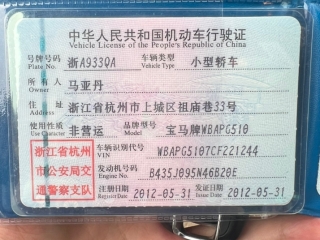 中华人民共和国机动车行驶证
Vehicle License of the People's Republic of China
号牌号码 浙A933QA 车辆类型 小型轿车
Plate No. Vehicle Type
所有人 马亚丹
Owner
住址 浙江省杭州市上城区祖庙巷33号
Address
使用性质 非营运 品牌型号 宝马牌WBAPG510
Use Character Model
浙江省杭州市公安局交通警察支队
车辆识别代号 WBAPG5107CF221244
VIN
发动机号码 B435J095N46B20E
Engine No.
注册日期 2012-05-31 发证日期 2012-05-31
Register Date Issue Date